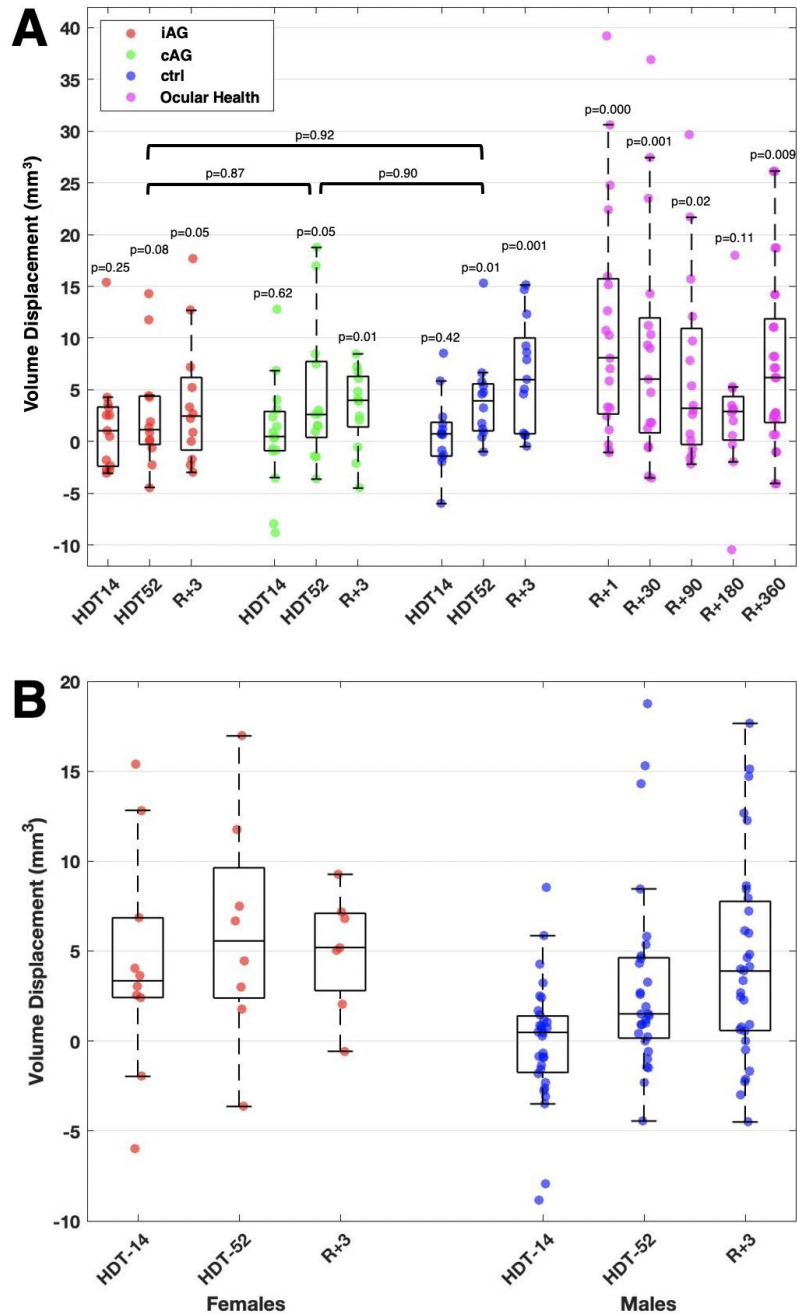 A
iAG
cAG
ctrl
Ocular Health
Volume Displacement (mm³)
40
35
30
25
20
15
10
5
0
-5
-10
p=0.92
p=0.87
p=0.90
p=0.25
p=0.08
p=0.05
p=0.62
p=0.05
p=0.01
p=0.42
p=0.01
p=0.001
p=0.000
p=0.001
p=0.02
p=0.11
p=0.009
HDT14
HDT52
R+3
HDT14
HDT52
R+3
HDT14
HDT52
R+3
R+1
R+30
R+90
R+180
R+360
B
Volume Displacement (mm³)
20
15
10
5
0
-5
-10
HDT-14
HDT-52
R+3
HDT-14
HDT-52
R+3
Females
Males